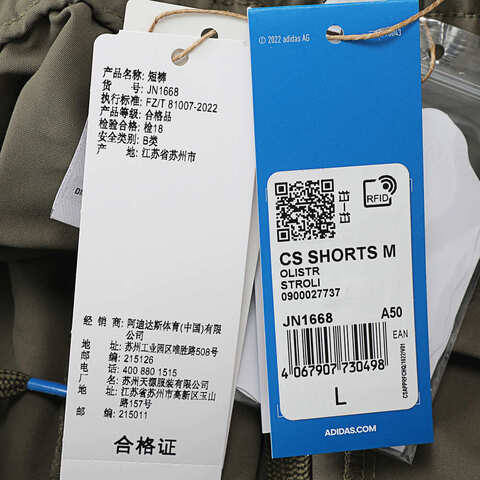 产品名称: 短裤
货 号: JN1668
执行标准: FZ/T 81007-2022
产品等级: 合格品
检验合格: 检18
安全类别: B类
产 地: 江苏省苏州市
经 销 商: 阿迪达斯体育(中国)有限
公司
地 址: 苏州工业园区唯胜路508号
邮 编: 215126
电 话: 400 880 1515
厂 名: 苏州天源服装有限公司
地 址: 江苏省苏州市高新区玉山
路157号
邮 编: 215011
合格证
© 2022 adidas AG
RFID
CS SHORTS M
OLISTR
STROLI
0900027737
JN1668 A50
EAN
4 067907 730498
L
ADIDAS.COM